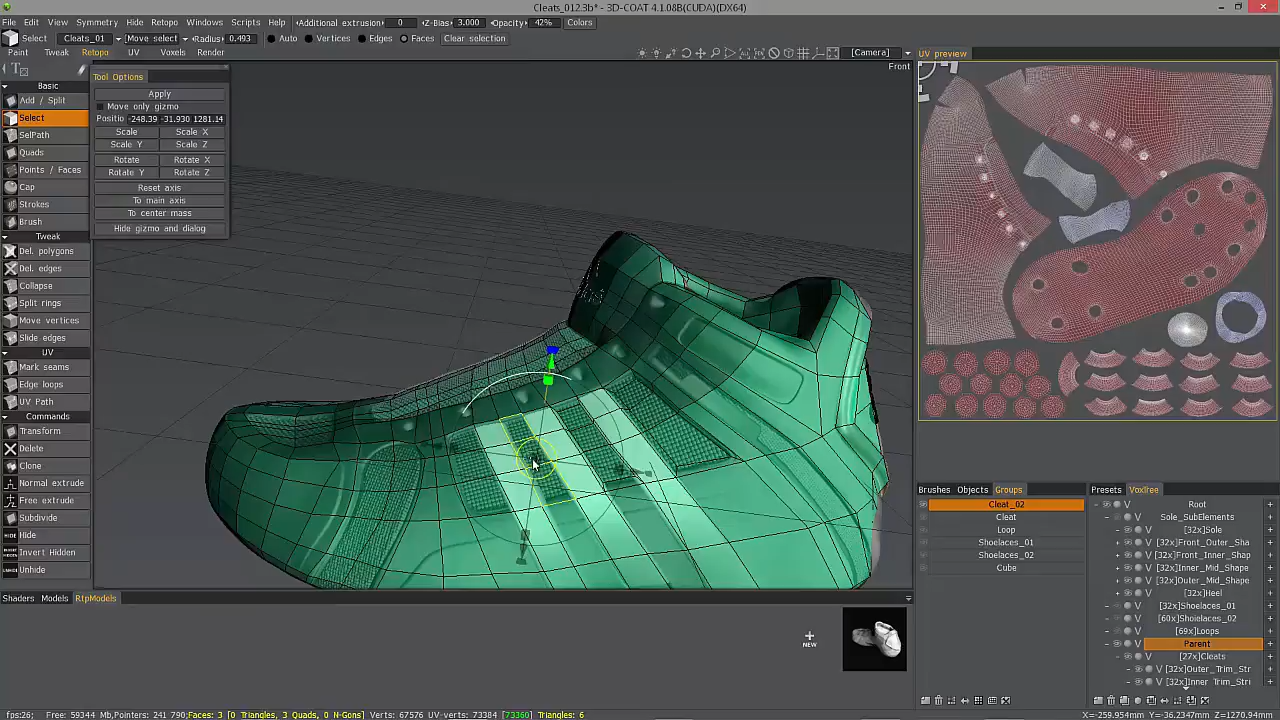 Cleats_012.3b* - 3D-COAT 4.1.08B(CUDA)(DX64)
File Edit View Symmetry Hide Retopo Windows Scripts Help Additional extrusion 0 Z-Bias 3.000 Opacity 42% Colors
Select Cleats_01 Move select Radius 0.493 Auto Vertices Edges Faces Clear selection
Paint Tweak Retopo UV Voxels Render [Camera]
UV preview
Front
Basic
Add / Split
Select
SelPath
Quads
Points / Faces
Cap
Strokes
Brush
Tweak
Del. polygons
Del. edges
Collapse
Split rings
Move vertices
Slide edges
UV
Mark seams
Edge loops
UV Path
Commands
Transform
Delete
Clone
Normal extrude
Free extrude
Subdivide
HIDE Hide
Invert Hidden
Unhide
Tool Options
Apply
Move only gizmo
Positio -248.39 -31.930 1281.14
Scale Scale X
Scale Y Scale Z
Rotate Rotate X
Rotate Y Rotate Z
Reset axis
To main axis
To center mass
Hide gizmo and dialog
Brushes Objects Groups
Cleat_02
Cleat
Loop
Shoelaces_01
Shoelaces_02
Cube
Presets VoxTree
V Root
V Sole_SubElements
V [32x]Sole
V [32x]Front_Outer_Sha
V [32x]Front_Inner_Shap
V [32x]Inner_Mid_Shape
V [32x]Outer_Mid_Shape
V [32x]Heel
V [32x]Shoelaces_01
V [60x]Shoelaces_02
V [69x]Loops
V Parent
V [27x]Cleats
V [32x]Outer_Trim_Str
V [32x]Inner_Trim_Stri
Shaders Models RtpModels
NEW
fps:26; Free: 59344 Mb,Points: 241 790;Faces: 3 [0 Triangles, 3 Quads, 0 N-Gons] Verts: 67576 UV-verts: 73384 [73360] Triangles: 6 X=-259.954mm Y=-36.2347mm Z=1270.94mm